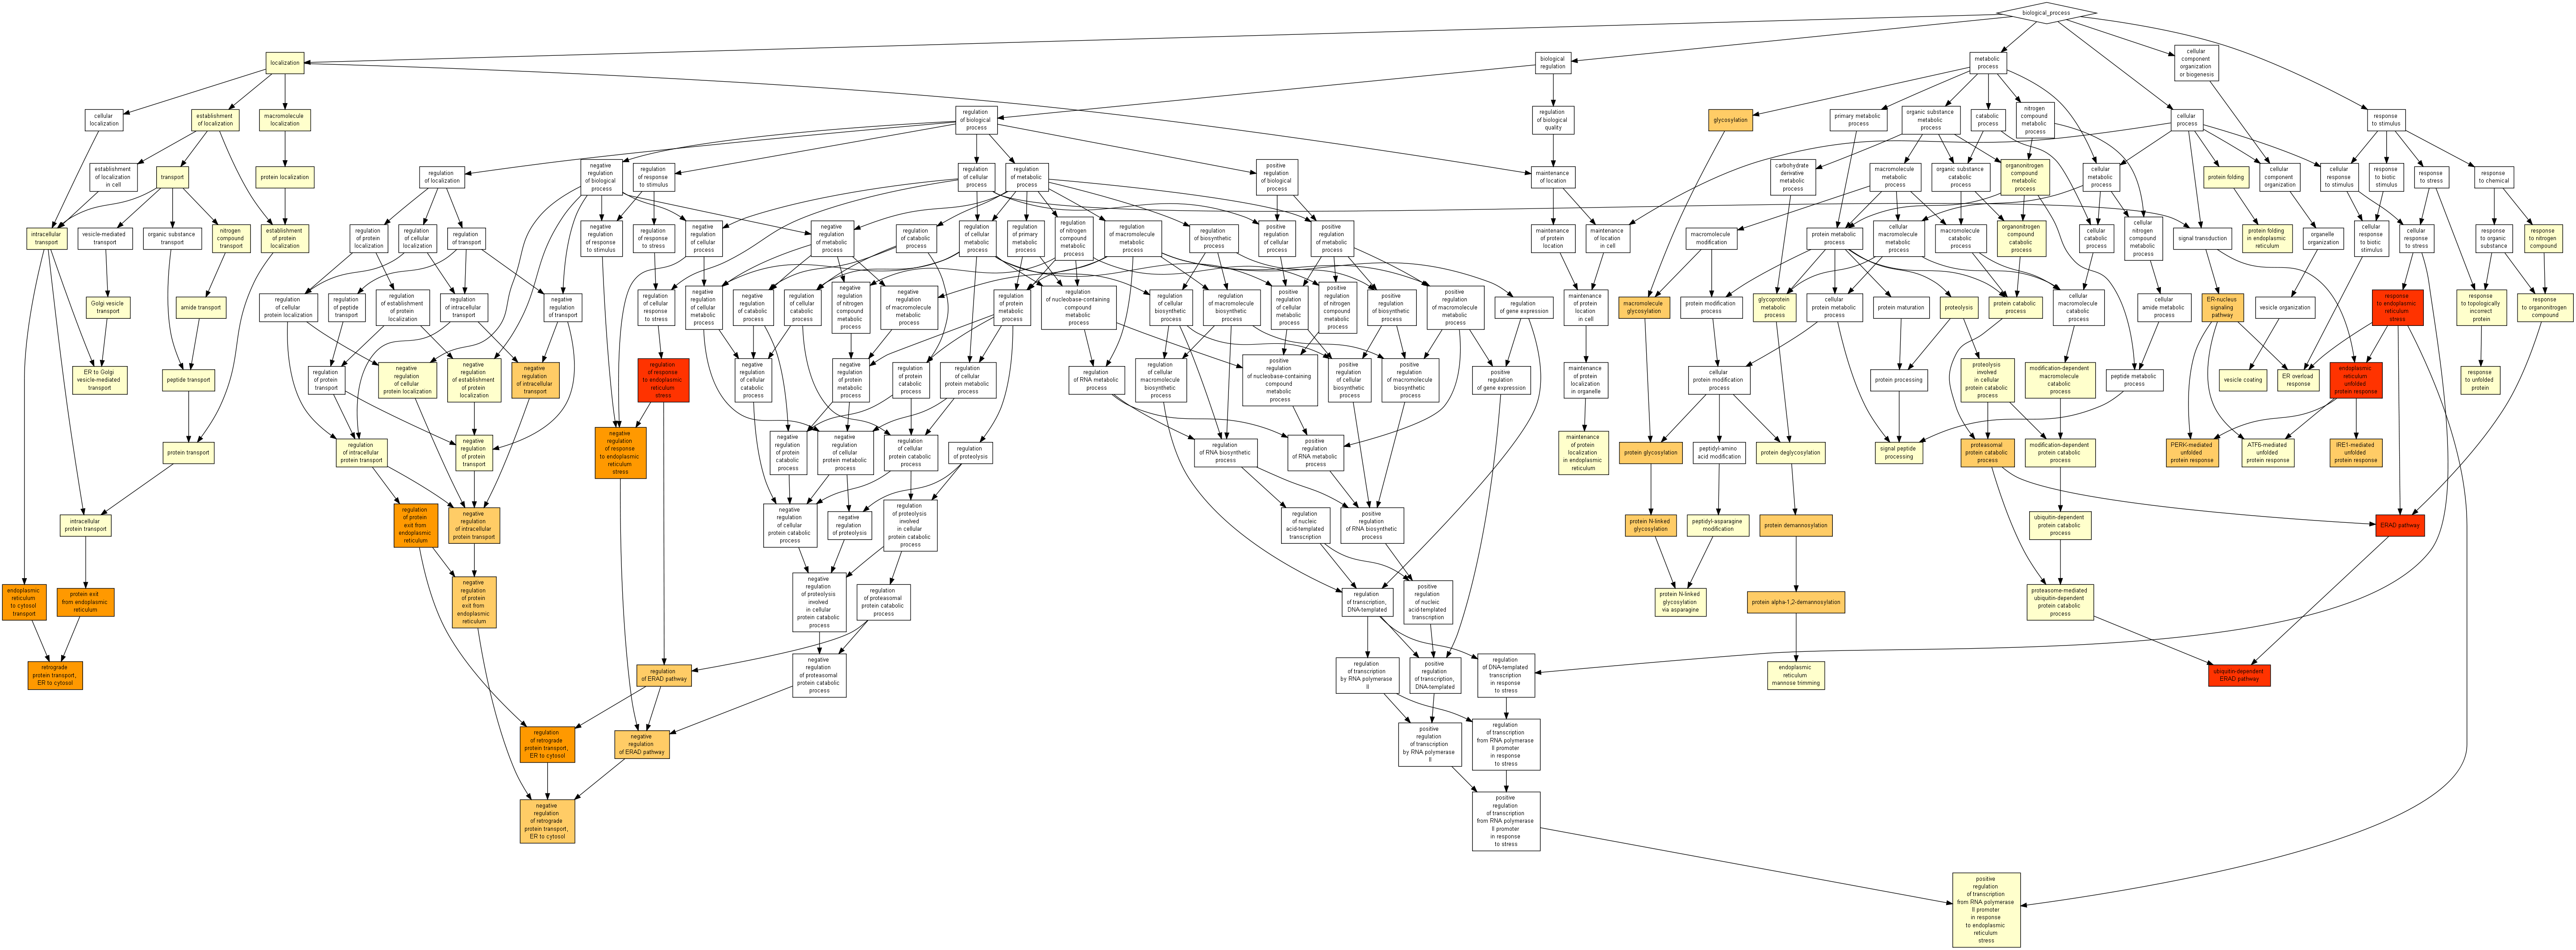 biological_process
localization
biological
regulation
metabolic
process
cellular
component
organization
or biogenesis
cellular
localization
establishment
of localization
macromolecule
localization
regulation
of biological
process
regulation
of biological
quality
glycosylation
primary metabolic
process
organic substance
metabolic
process
catabolic
process
nitrogen
compound
metabolic
process
cellular
process
response
to stimulus
establishment
of localization
in cell
transport
protein localization
regulation
of localization
negative
regulation
of biological
process
regulation
of response
to stimulus
regulation
of cellular
process
regulation
of metabolic
process
positive
regulation
of biological
process
maintenance
of location
carbohydrate
derivative
metabolic
process
macromolecule
metabolic
process
organic substance
catabolic
process
organonitrogen
compound
metabolic
process
cellular
metabolic
process
protein folding
cellular
component
organization
cellular
response
to stimulus
response
to biotic
stimulus
response
to stress
response
to chemical
intracellular
transport
vesicle-mediated
transport
organic substance
transport
nitrogen
compound
transport
establishment
of protein
localization
regulation
of protein
localization
regulation
of cellular
localization
regulation
of transport
negative
regulation
of response
to stimulus
regulation
of response
to stress
negative
regulation
of cellular
process
negative
regulation
of metabolic
process
regulation
of catabolic
process
regulation
of cellular
metabolic
process
regulation
of primary
metabolic
process
regulation
of nitrogen
compound
metabolic
process
regulation
of macromolecule
metabolic
process
regulation
of biosynthetic
process
positive
regulation
of cellular
process
positive
regulation
of metabolic
process
maintenance
of protein
location
maintenance
of location
in cell
macromolecule
modification
protein metabolic
process
cellular
macromolecule
metabolic
process
macromolecule
catabolic
process
organonitrogen
compound
catabolic
process
cellular
catabolic
process
cellular
nitrogen
compound
metabolic
process
signal transduction
protein folding
in endoplasmic
reticulum
organelle
organization
cellular
response
to biotic
stimulus
cellular
response
to stress
response
to organic
substance
response
to nitrogen
compound
Golgi vesicle
transport
amide transport
regulation
of cellular
protein localization
regulation
of peptide
transport
regulation
of establishment
of protein
localization
regulation
of intracellular
transport
negative
regulation
of transport
regulation
of cellular
response
to stress
negative
regulation
of cellular
metabolic
process
negative
regulation
of catabolic
process
regulation
of cellular
catabolic
process
negative
regulation
of nitrogen
compound
metabolic
process
negative
regulation
of macromolecule
metabolic
process
regulation
of protein
metabolic
process
regulation
of nucleobase-containing
compound
metabolic
process
regulation
of cellular
biosynthetic
process
regulation
of macromolecule
biosynthetic
process
positive
regulation
of cellular
metabolic
process
positive
regulation
of nitrogen
compound
metabolic
process
positive
regulation
of biosynthetic
process
positive
regulation
of macromolecule
metabolic
process
regulation
of gene expression
maintenance
of location
in cell
macromolecule
glycosylation
protein modification
process
glycoprotein
metabolic
process
cellular
protein metabolic
process
protein maturation
proteolysis
protein catabolic
process
cellular
macromolecule
catabolic
process
cellular
amide metabolic
process
ER-nucleus
signaling
pathway
vesicle organization
response
to endoplasmic
reticulum
stress
response
to topologically
incorrect
protein
response
to organonitrogen
compound
ER to Golgi
vesicle-mediated
transport
peptide transport
regulation
of protein
transport
negative
regulation
of cellular
protein localization
negative
regulation
of establishment
of protein
localization
negative
regulation
of intracellular
transport
regulation
of response
to endoplasmic
reticulum
stress
negative
regulation
of cellular
catabolic
process
negative
regulation
of protein
metabolic
process
regulation
of protein
catabolic
process
regulation
of cellular
protein metabolic
process
regulation
of RNA metabolic
process
regulation
of cellular
macromolecule
biosynthetic
process
positive
regulation
of nucleobase-containing
compound
metabolic
process
positive
regulation
of cellular
biosynthetic
process
positive
regulation
of macromolecule
biosynthetic
process
positive
regulation
of gene expression
maintenance
of protein
localization
in organelle
cellular
protein modification
process
protein processing
proteolysis
involved
in cellular
protein catabolic
process
modification-dependent
macromolecule
catabolic
process
peptide metabolic
process
vesicle coating
ER overload
response
endoplasmic
reticulum
unfolded
protein response
response
to unfolded
protein
protein transport
regulation
of intracellular
protein transport
negative
regulation
of protein
transport
negative
regulation
of response
to endoplasmic
reticulum
stress
negative
regulation
of protein
catabolic
process
negative
regulation
of cellular
protein metabolic
process
regulation
of cellular
protein catabolic
process
regulation
of proteolysis
regulation
of RNA biosynthetic
process
positive
regulation
of RNA metabolic
process
maintenance
of protein
localization
in endoplasmic
reticulum
protein glycosylation
peptidyl-amino
acid modification
protein deglycosylation
signal peptide
processing
proteasomal
protein catabolic
process
modification-dependent
protein catabolic
process
PERK-mediated
unfolded
protein response
ATF6-mediated
unfolded
protein response
IRE1-mediated
unfolded
protein response
intracellular
protein transport
regulation
of protein
exit from
endoplasmic
reticulum
negative
regulation
of intracellular
protein transport
negative
regulation
of cellular
protein catabolic
process
negative
regulation
of proteolysis
regulation
of proteolysis
involved
in cellular
protein catabolic
process
regulation
of nucleic
acid-templated
transcription
positive
regulation
of RNA biosynthetic
process
protein N-linked
glycosylation
peptidyl-asparagine
modification
protein demannosylation
ubiquitin-dependent
protein catabolic
process
ERAD pathway
endoplasmic
reticulum
to cytosol
transport
protein exit
from endoplasmic
reticulum
negative
regulation
of protein
exit from
endoplasmic
reticulum
negative
regulation
of proteolysis
involved
in cellular
protein catabolic
process
regulation
of proteasomal
protein catabolic
process
regulation
of transcription,
DNA-templated
positive
regulation
of nucleic
acid-templated
transcription
protein N-linked
glycosylation
via asparagine
protein alpha-1,2-demannosylation
proteasome-mediated
ubiquitin-dependent
protein catabolic
process
retrograde
protein transport,
ER to cytosol
regulation
of ERAD pathway
negative
regulation
of proteasomal
protein catabolic
process
regulation
of transcription
by RNA polymerase
II
positive
regulation
of transcription,
DNA-templated
regulation
of DNA-templated
transcription
in response
to stress
endoplasmic
reticulum
mannose trimming
ubiquitin-dependent
ERAD pathway
regulation
of retrograde
protein transport,
ER to cytosol
negative
regulation
of ERAD pathway
positive
regulation
of transcription
by RNA polymerase
II
regulation
of transcription
from RNA polymerase
II promoter
in response
to stress
negative
regulation
of retrograde
protein transport,
ER to cytosol
positive
regulation
of transcription
from RNA polymerase
II promoter
in response
to stress
positive
regulation
of transcription
from RNA polymerase
II promoter
in response
to endoplasmic
reticulum
stress